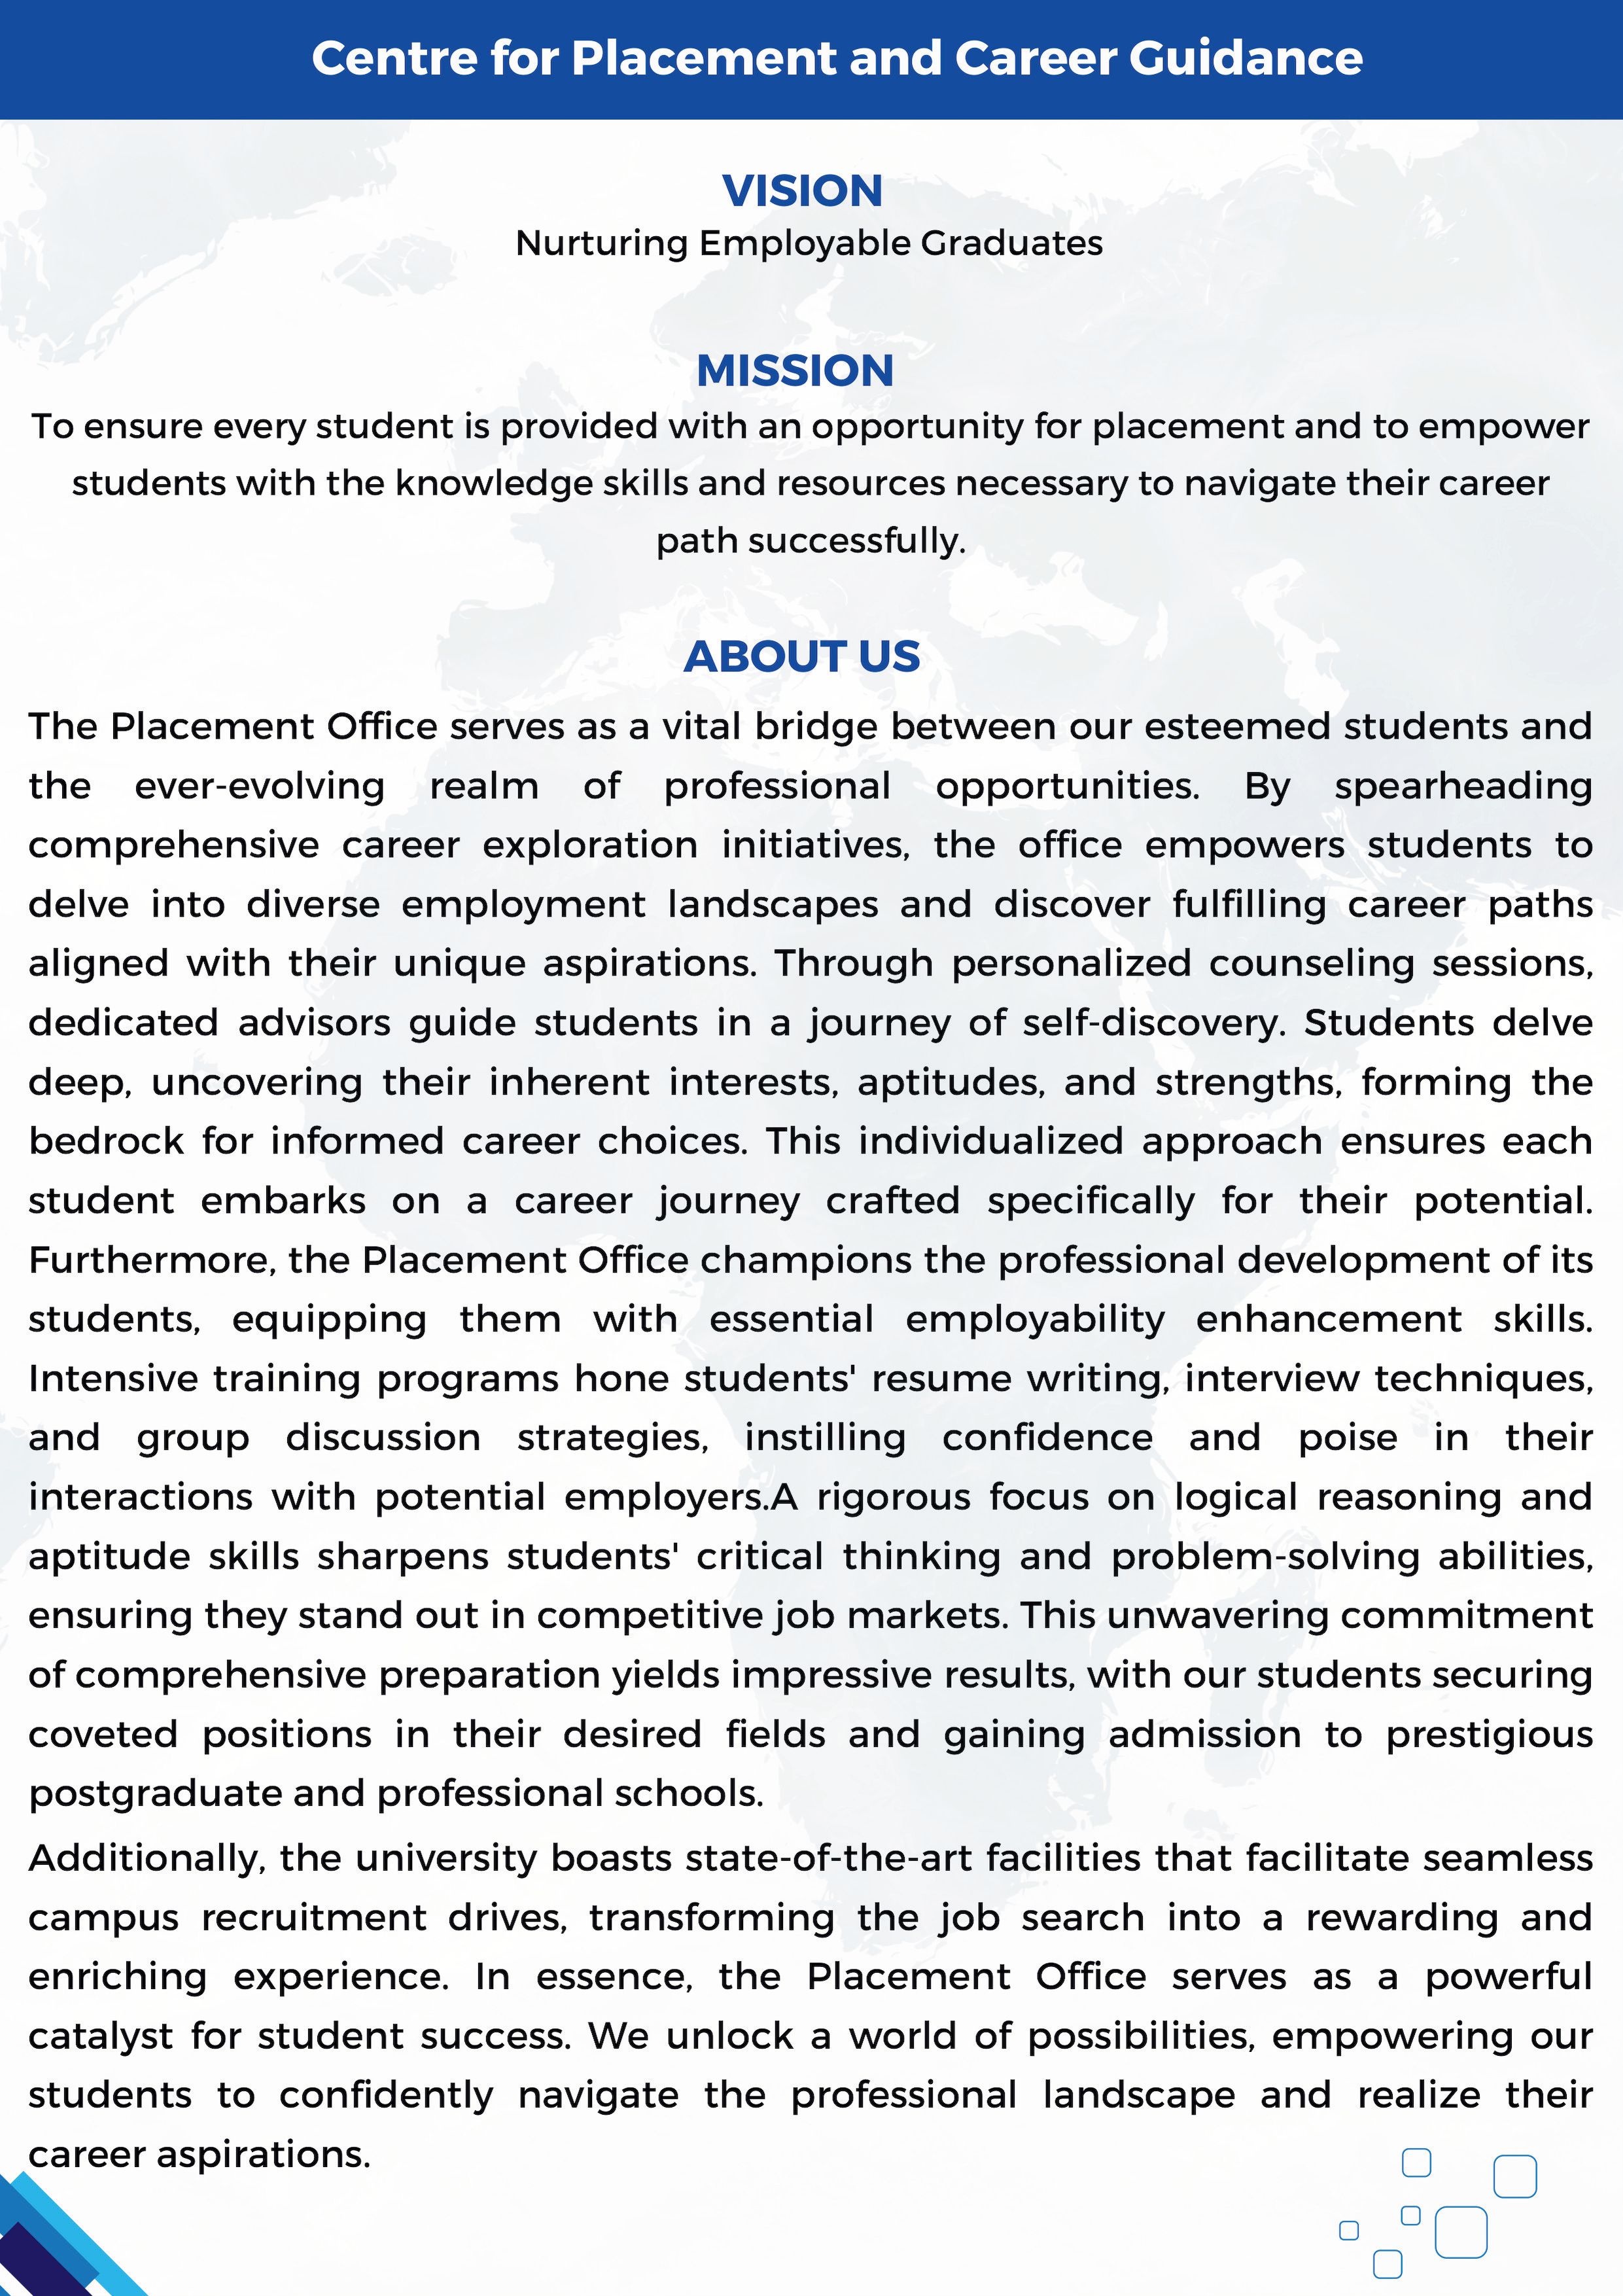 Centre for Placement and Career Guidance
VISION
Nurturing Employable Graduates
MISSION
To ensure every student is provided with an opportunity for placement and to empower
students with the knowledge skills and resources necessary to navigate their career
path successfully.
ABOUT US
The Placement Office serves as a vital bridge between our esteemed students and
the ever-evolving realm of professional opportunities. By spearheading
comprehensive career exploration initiatives, the office empowers students to
delve into diverse employment landscapes and discover fulfilling career paths
aligned with their unique aspirations. Through personalized counseling sessions,
dedicated advisors guide students in a journey of self-discovery. Students delve
deep, uncovering their inherent interests, aptitudes, and strengths, forming the
bedrock for informed career choices. This individualized approach ensures each
student embarks on a career journey crafted specifically for their potential.
Furthermore, the Placement Office champions the professional development of its
students, equipping them with essential employability enhancement skills.
Intensive training programs hone students' resume writing, interview techniques,
and group discussion strategies, instilling confidence and poise in their
interactions with potential employers.A rigorous focus on logical reasoning and
aptitude skills sharpens students' critical thinking and problem-solving abilities,
ensuring they stand out in competitive job markets. This unwavering commitment
of comprehensive preparation yields impressive results, with our students securing
coveted positions in their desired fields and gaining admission to prestigious
postgraduate and professional schools.
Additionally, the university boasts state-of-the-art facilities that facilitate seamless
campus recruitment drives, transforming the job search into a rewarding and
enriching experience. In essence, the Placement Office serves as a powerful
catalyst for student success. We unlock a world of possibilities, empowering our
students to confidently navigate the professional landscape and realize their
career aspirations.